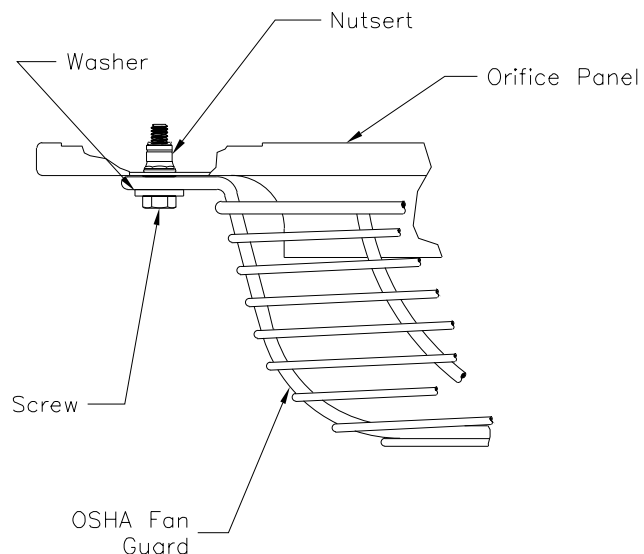 Nutsert
Washer
Orifice Panel
Screw
OSHA Fan
Guard